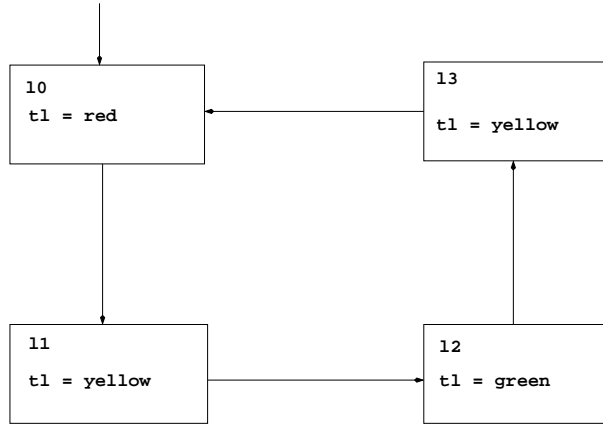 l0
tl = red
l3
tl = yellow
l1
tl = yellow
l2
tl = green